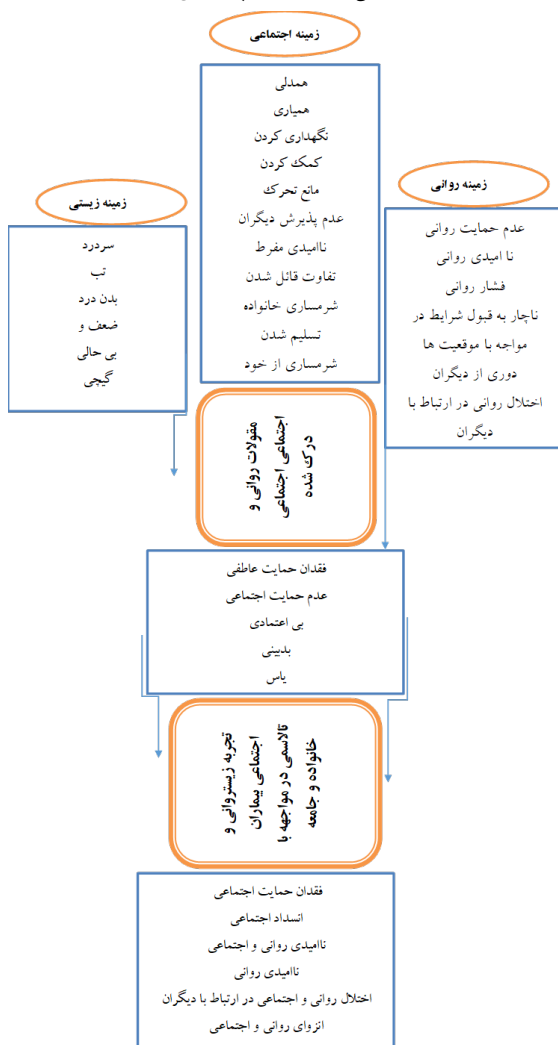 زمینه اجتماعی
همدلی
همیاری
نگهداری کردن
کمک کردن
مانع تحرک
عدم پذیرش دیگران
ناامیدی مفرط
تفاوت قائل شدن
شرمساری خانواده
تسلیم شدن
شرمساری از خود
زمینه روانی
عدم حمایت روانی
نا امیدی روانی
فشار روانی
ناچار به قبول شرایط در
مواجه با موقعیت ها
دوری از دیگران
اختلال روانی در ارتباط با
دیگران
زمینه زیستی
سردرد
تب
بدن درد
ضعف و
بی حالی
گیجی
مقولات روانی و
اجتماعی اجتماعی
درک شده
فقدان حمایت عاطفی
عدم حمایت اجتماعی
بی اعتمادی
بدبینی
یاس
تجربه زیستروانی و
اجتماعی بیماران
تالاسمی در مواجهه با
خانواده و جامعه
فقدان حمایت اجتماعی
انسداد اجتماعی
ناامیدی روانی و اجتماعی
ناامیدی روانی
اختلال روانی و اجتماعی در ارتباط با دیگران
انزوای روانی و اجتماعی